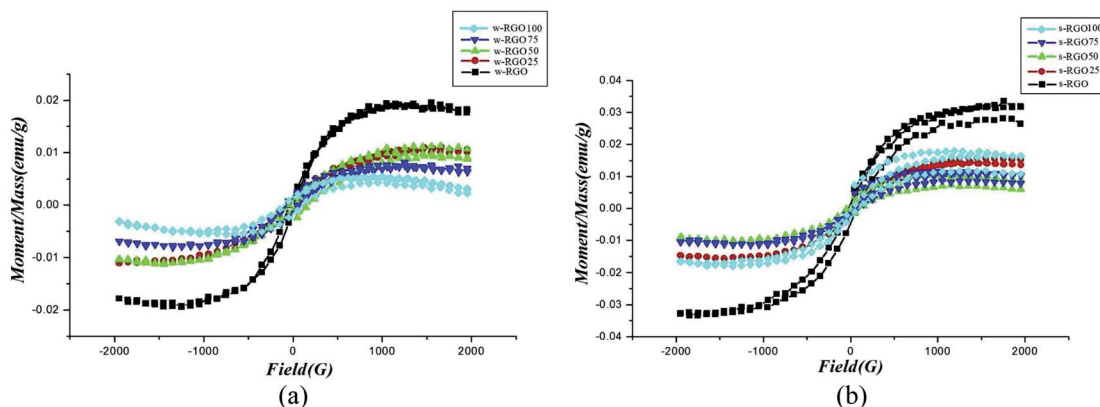 w-RGO100
w-RGO75
w-RGO50
w-RGO25
w-RGO
Moment/Mass(emu/g)
0.02
0.01
0.00
-0.01
-0.02
-2000 -1000 0 1000 2000
Field(G)
(a)
s-RGO100
s-RGO75
s-RGO50
s-RGO25
s-RGO
Moment/Mass(emu/g)
0.04
0.03
0.02
0.01
0.00
-0.01
-0.02
-0.03
-0.04
-2000 -1000 0 1000 2000
Field(G)
(b)